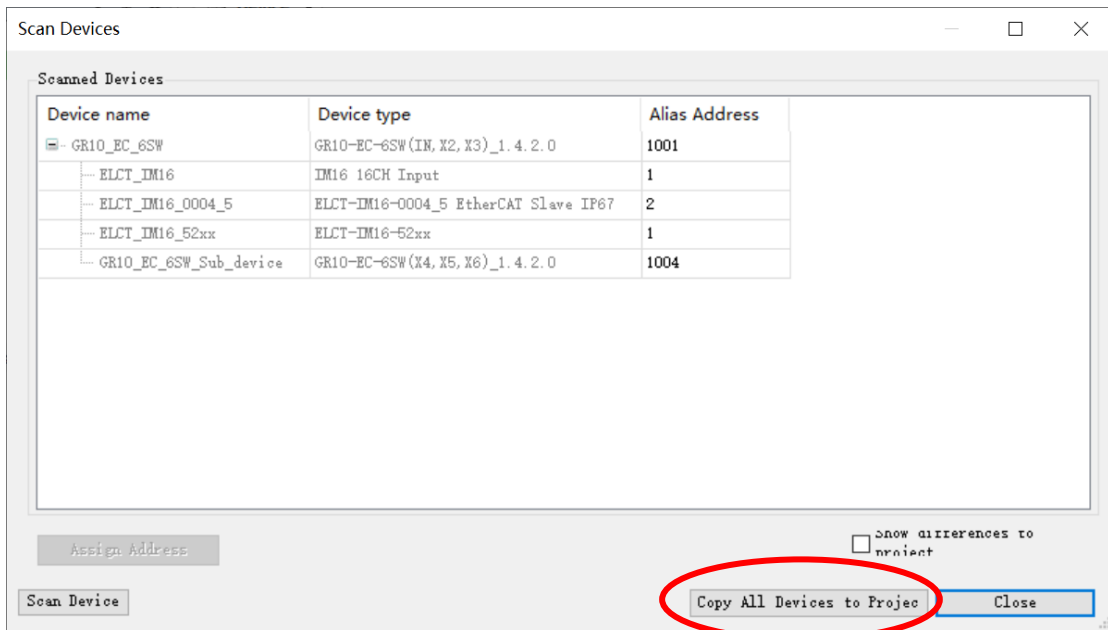 Scan Devices
Scanned Devices
Device name Device type Alias Address
GR10_EC_6SW GR10-EC-6SW(IN,X2,X3)_1.4.2.0 1001
ELCT_IM16 IM16 16CH Input 1
ELCT_IM16_0004_5 ELCT-IM16-0004_5 EtherCAT Slave IP67 2
ELCT_IM16_52xx ELCT-IM16-52xx 1
GR10_EC_6SW_Sub_device GR10-EC-6SW(X4,X5,X6)_1.4.2.0 1004
Assign Address
Show differences to
project
Scan Device Copy All Devices to Projec Close